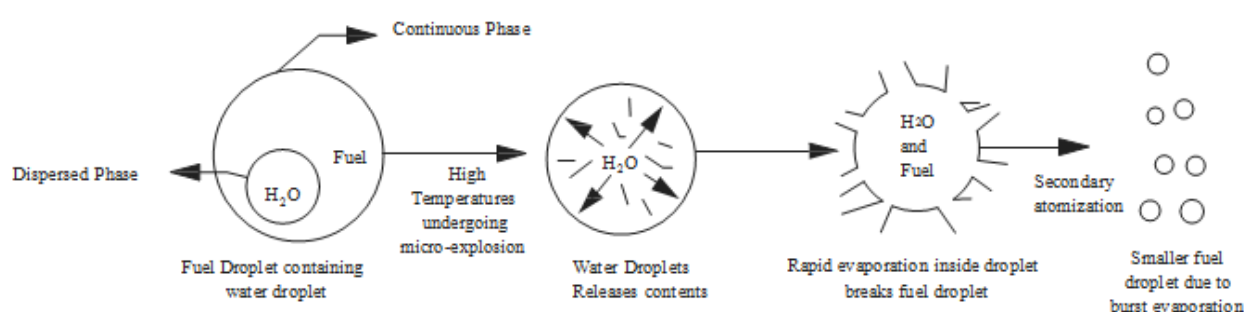 Continuous Phase
Dispersed Phase
Fuel
H₂O
Fuel Droplet containing
water droplet
High
Temperatures
undergoing
micro-explosion
H₂O
Water Droplets
Releases contents
H2O
and
Fuel
Rapid evaporation inside droplet
breaks fuel droplet
Secondary
atomization
Smaller fuel
droplet due to
burst evaporation